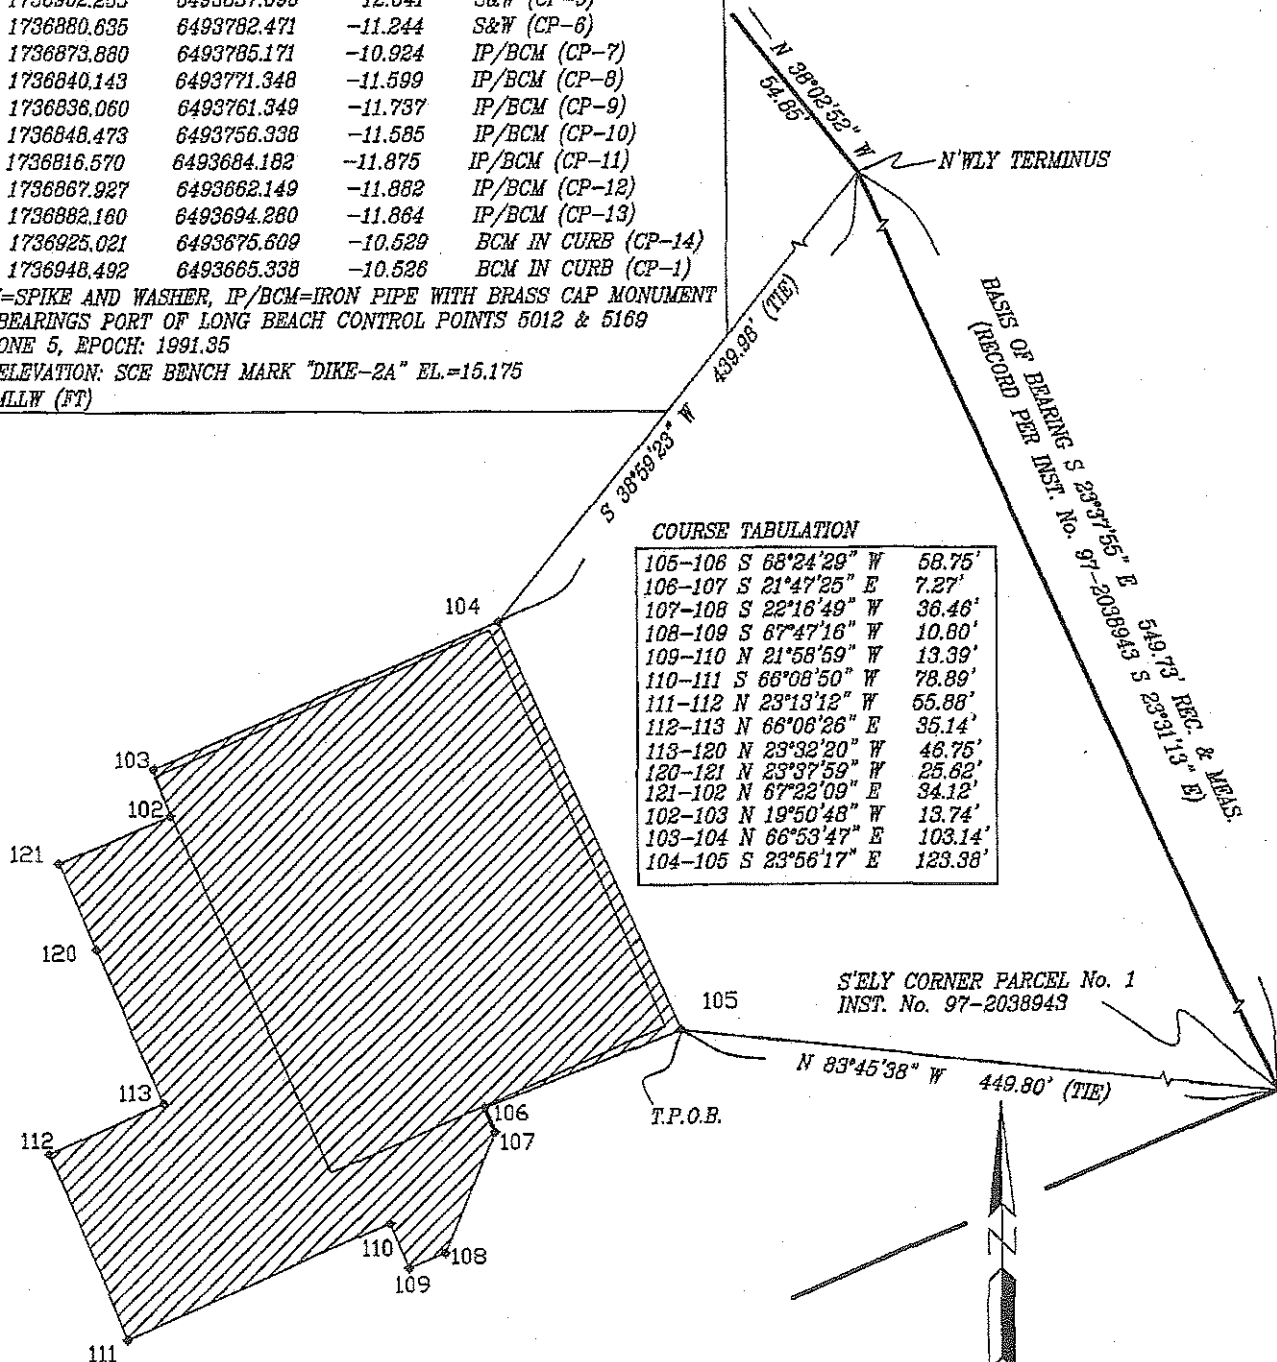 6493782.471 -11.244 S&W (CP-6)
1736880.635
1736873.880 6493785.171 -10.924 IP/BCM (CP-7)
1736840.143 6493771.348 -11.599 IP/BCM (CP-8)
1736836.060 6493761.349 -11.737 IP/BCM (CP-9)
1736848.473 6493756.338 -11.585 IP/BCM (CP-10)
1736816.570 6493684.182 -11.875 IP/BCM (CP-11)
1736867.927 6493662.149 -11.882 IP/BCM (CP-12)
1736882.160 6493694.280 -11.864 IP/BCM (CP-13)
1736925.021 6493675.609 -10.529 BCM IN CURB (CP-14)
1736948.492 6493665.338 -10.526 BCM IN CURB (CP-1)
=SPIKE AND WASHER, IP/BCM=IRON PIPE WITH BRASS CAP MONUMENT
BEARINGS PORT OF LONG BEACH CONTROL POINTS 5012 & 5169
ONE 5, EPOCH: 1991.35
ELEVATION: SCE BENCH MARK "DIKE-2A" EL.=15.175
MLLW (FT)
N 38°02'52" W
54.85'
N'WLY TERMINUS
S 38°59'23" W 439.98' (TIE)
BASIS OF BEARING S 23°37'55" E 549.73' REC. & MEAS.
(RECORD PER INST. No. 97-2038943 S 23°31'13" E)
COURSE TABULATION
105-106 S 68°24'29" W 58.75'
106-107 S 21°47'25" E 7.27'
107-108 S 22°16'49" W 36.46'
108-109 S 67°47'16" W 10.80'
109-110 N 21°58'59" W 13.39'
110-111 S 66°08'50" W 78.89'
111-112 N 23°13'12" W 55.88'
112-113 N 66°06'26" E 35.14'
113-120 N 23°32'20" W 46.75'
120-121 N 23°37'59" W 25.62'
121-102 N 67°22'09" E 34.12'
102-103 N 19°50'48" W 13.74'
103-104 N 66°53'47" E 103.14'
104-105 S 23°56'17" E 123.38'
104
103
102
121
120
113
112
111
110
109
108
107
106
105
T.P.O.B.
S'ELY CORNER PARCEL No. 1
INST. No. 97-2038943
N 83°45'38" W 449.80' (TIE)
N